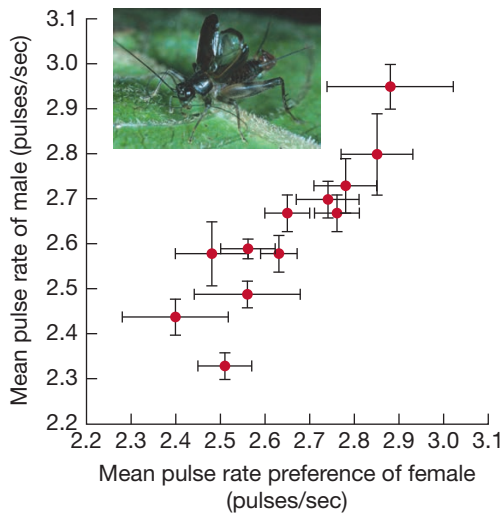 Mean pulse rate of male (pulses/sec)
3.1
3.0
2.9
2.8
2.7
2.6
2.5
2.4
2.3
2.2
2.2 2.3 2.4 2.5 2.6 2.7 2.8 2.9 3.0 3.1
Mean pulse rate preference of female
(pulses/sec)